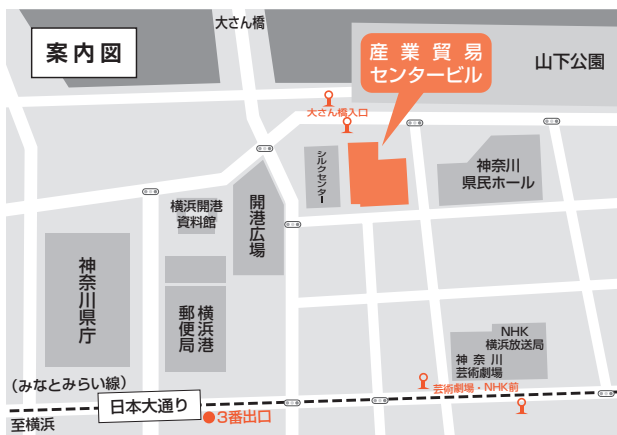 大さん橋
案内図
産業貿易
センタービル
山下公園
大さん橋入口
シルクセンター
神奈川
県民ホール
横浜開港
資料館
開港広場
神奈川県庁
横浜港
郵便局
NHK
横浜放送局
神奈川
芸術劇場
(みなとみらい線)
芸術劇場・NHK前
日本大通り
3番出口
至横浜